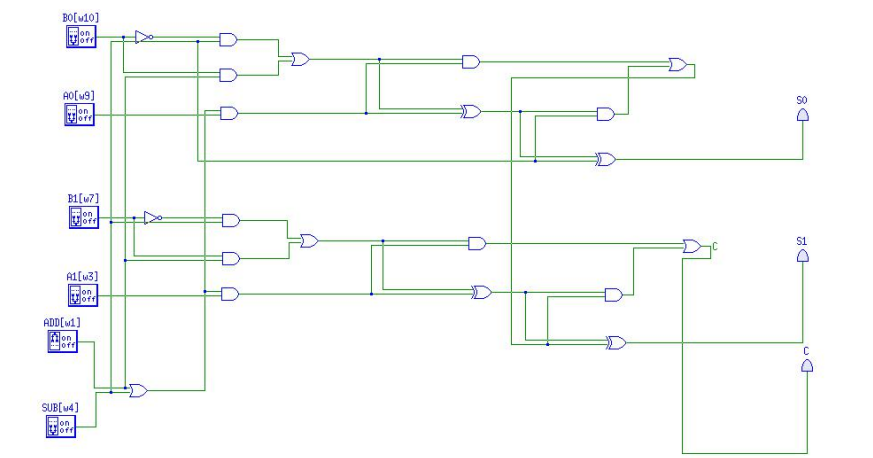 B0[w10]
on
off
A0[w9]
on
off
S0
B1[w7]
on
off
C
S1
A1[w3]
on
off
ADD[w1]
on
off
C
SUB[w4]
on
off